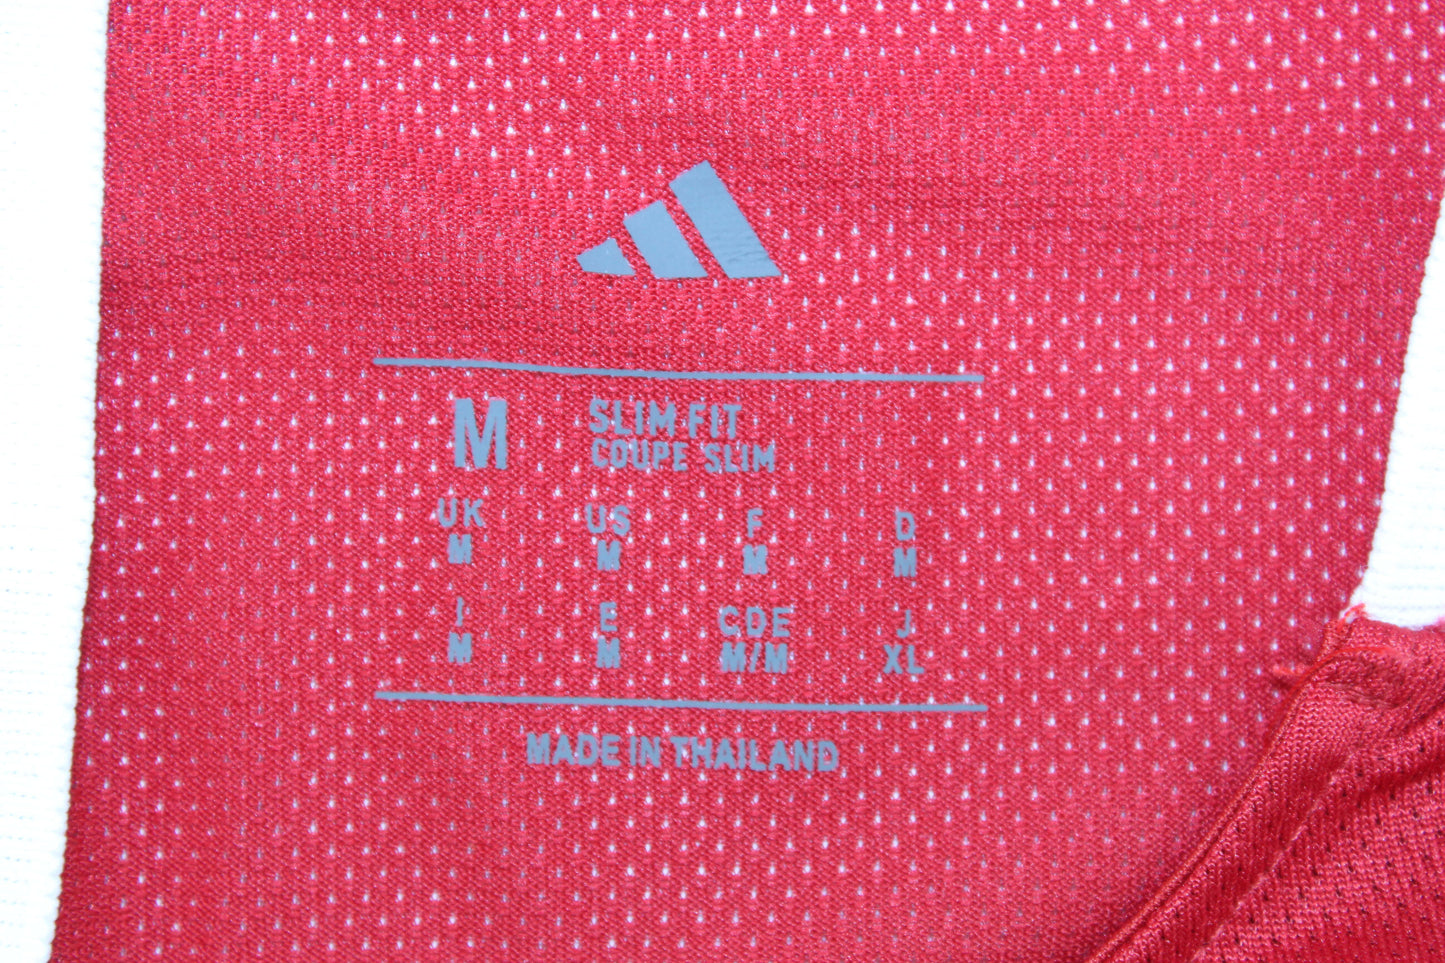 M SLIM FIT
COUPE SLIM
UK US F D
M M M M
I E CDE J
M M M/M XL
MADE IN THAILAND